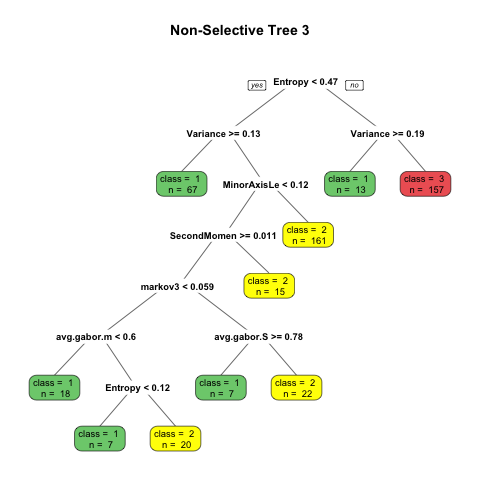 Non-Selective Tree 3
yes Entropy < 0.47 no
Variance >= 0.13
Variance >= 0.19
class = 1
n = 67
MinorAxisLe < 0.12
class = 1
n = 13
class = 3
n = 157
SecondMomen >= 0.011
class = 2
n = 161
markov3 < 0.059
class = 2
n = 15
avg.gabor.m < 0.6
avg.gabor.S >= 0.78
class = 1
n = 18
Entropy < 0.12
class = 1
n = 7
class = 2
n = 22
class = 1
n = 7
class = 2
n = 20